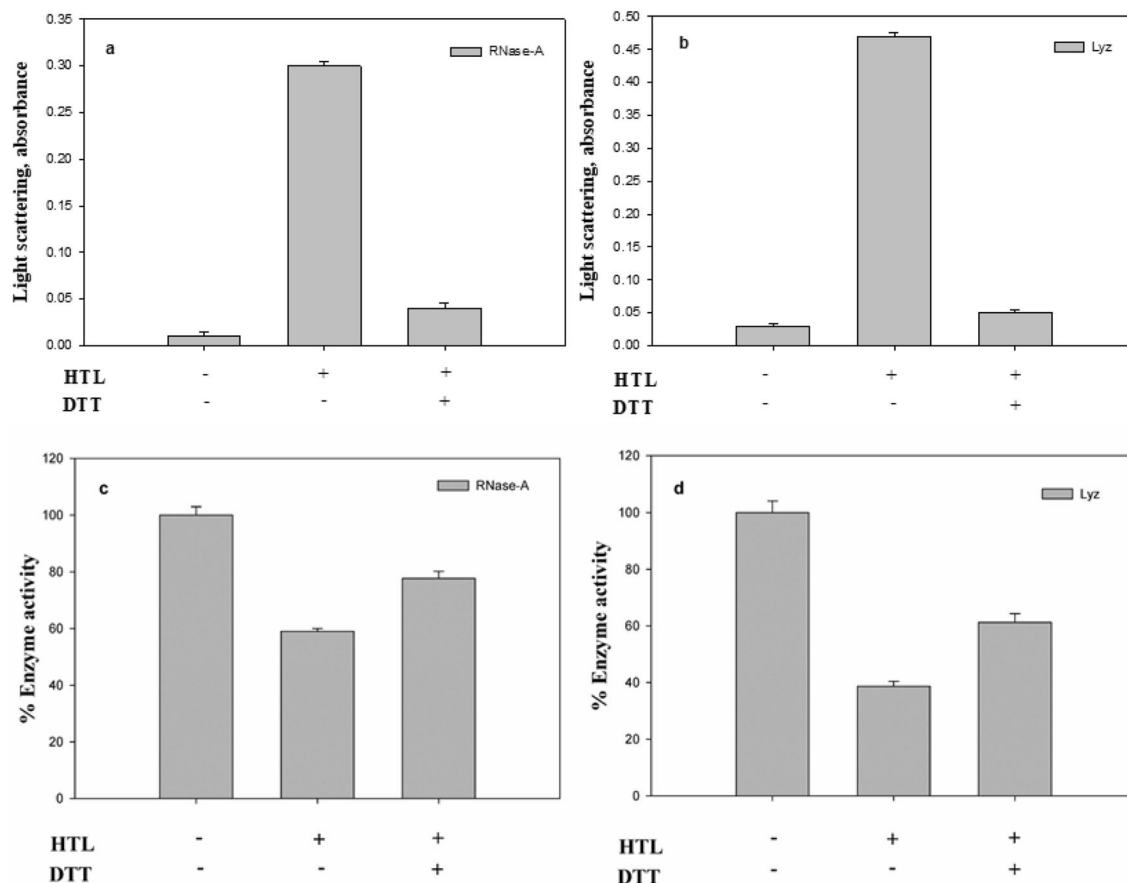 a
RNase-A
Light scattering, absorbance
0.35
0.30
0.25
0.20
0.15
0.10
0.05
0.00
HTL - + +
DTT - - +
b
Lyz
Light scattering, absorbance
0.50
0.45
0.40
0.35
0.30
0.25
0.20
0.15
0.10
0.05
0.00
HTL - + +
DTT - - +
c
RNase-A
% Enzyme activity
120
100
80
60
40
20
0
HTL - + +
DTT - - +
d
Lyz
% Enzyme activity
120
100
80
60
40
20
0
HTL - + +
DTT - - +